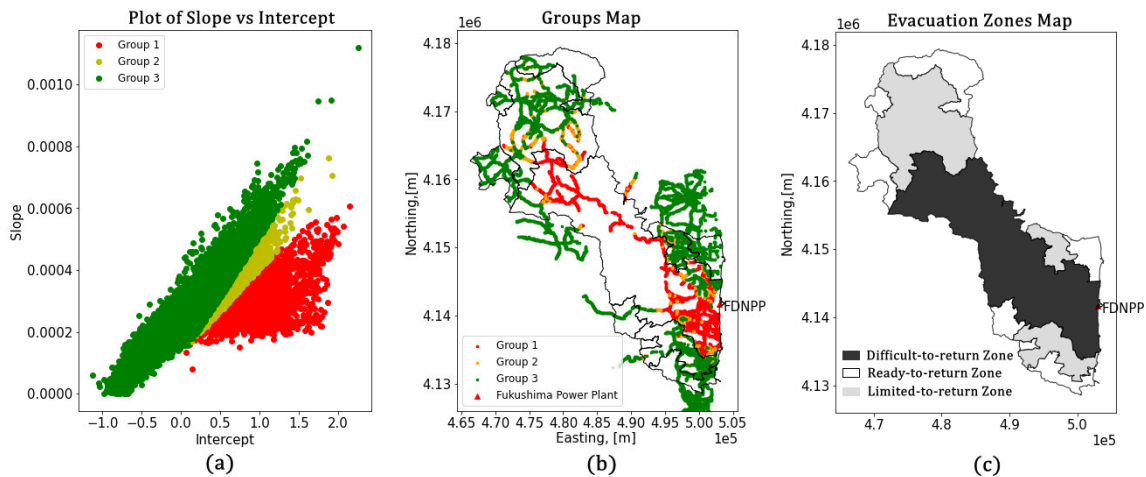 Plot of Slope vs Intercept
Group 1
Group 2
Group 3
0.0010
0.0008
0.0006
0.0004
0.0002
0.0000
Slope
−1.0 −0.5 0.0 0.5 1.0 1.5 2.0
Intercept
(a)
Groups Map
1e6
4.18
4.17
4.16
4.15
4.14
4.13
Northing,[m]
FDNPP
Group 1
Group 2
Group 3
Fukushima Power Plant
4.65 4.70 4.75 4.80 4.85 4.90 4.95 5.00 5.05
1e5
Easting, [m]
(b)
Evacuation Zones Map
1e6
4.18
4.17
4.16
4.15
4.14
4.13
Northing,[m]
FDNPP
Difficult-to-return Zone
Ready-to-return Zone
Limited-to-return Zone
4.7 4.8 4.9 5.0
1e5
(c)